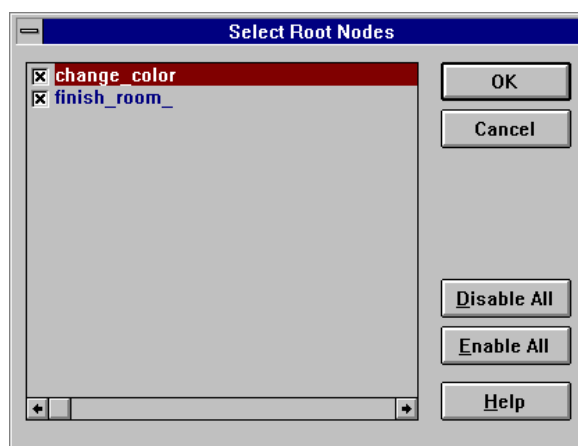 Select Root Nodes
change_color
finish_room_
OK
Cancel
Disable All
Enable All
Help